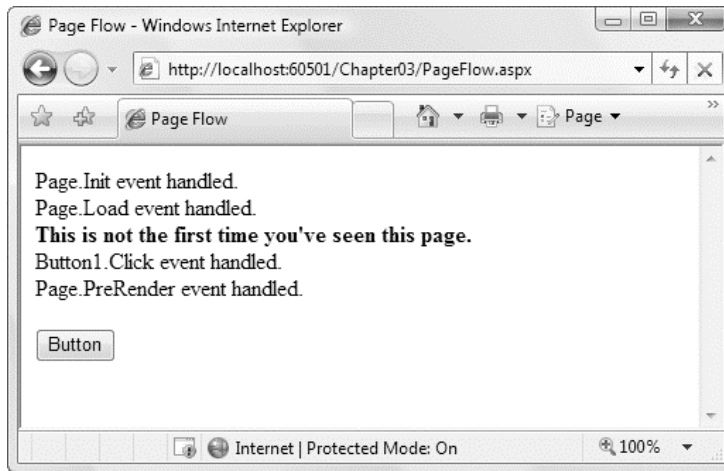 Page Flow - Windows Internet Explorer
http://localhost:60501/Chapter03/PageFlow.aspx
Page Flow
Page
Page.Init event handled.
Page.Load event handled.
This is not the first time you've seen this page.
Button1.Click event handled.
Page.PreRender event handled.
Button
Internet | Protected Mode: On
100%